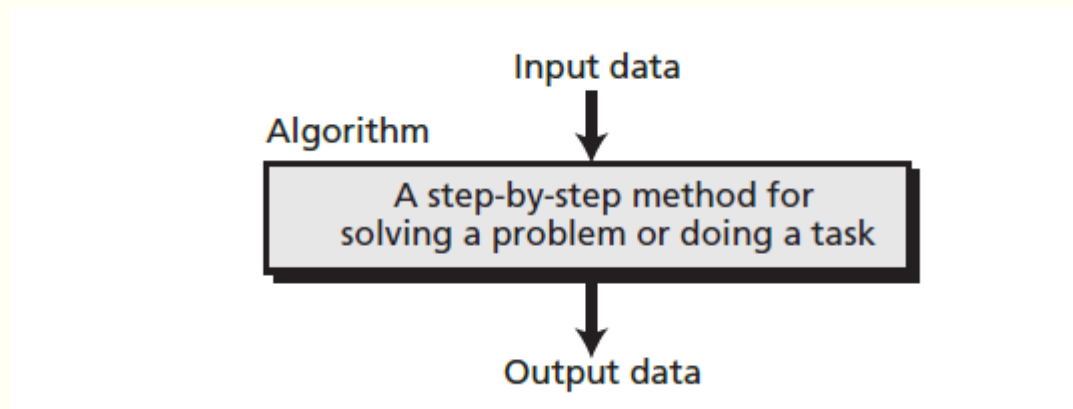 Input data
Algorithm
A step-by-step method for
solving a problem or doing a task
Output data